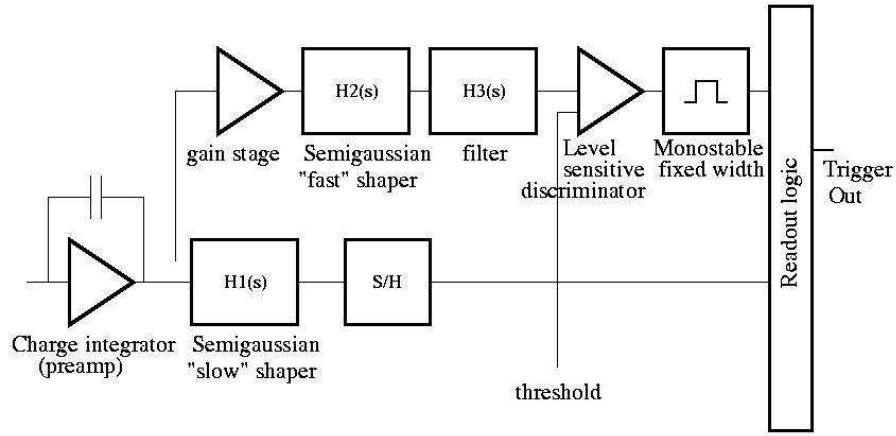 H2(s)
H3(s)
gain stage
Semigaussian
"fast" shaper
filter
Level
sensitive
discriminator
Monostable
fixed width
Readout logic
Trigger
Out
H1(s)
S/H
Charge integrator
(preamp)
Semigaussian
"slow" shaper
threshold